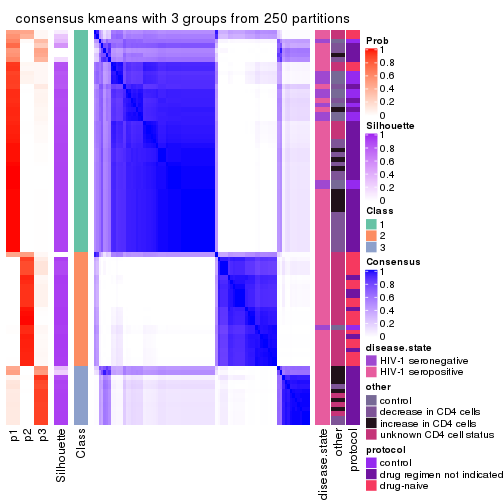 consensus kmeans with 3 groups from 250 partitions
p1
p2
p3
Silhouette
Class
disease.state
other
protocol
Prob
1
0.8
0.6
0.4
0.2
0
Silhouette
1
0.8
0.6
0.4
0.2
0
Class
1
2
3
Consensus
1
0.8
0.6
0.4
0.2
0
disease.state
HIV-1 seronegative
HIV-1 seropositive
other
control
decrease in CD4 cells
increase in CD4 cells
unknown CD4 cell status
protocol
control
drug regimen not indicated
drug-naive